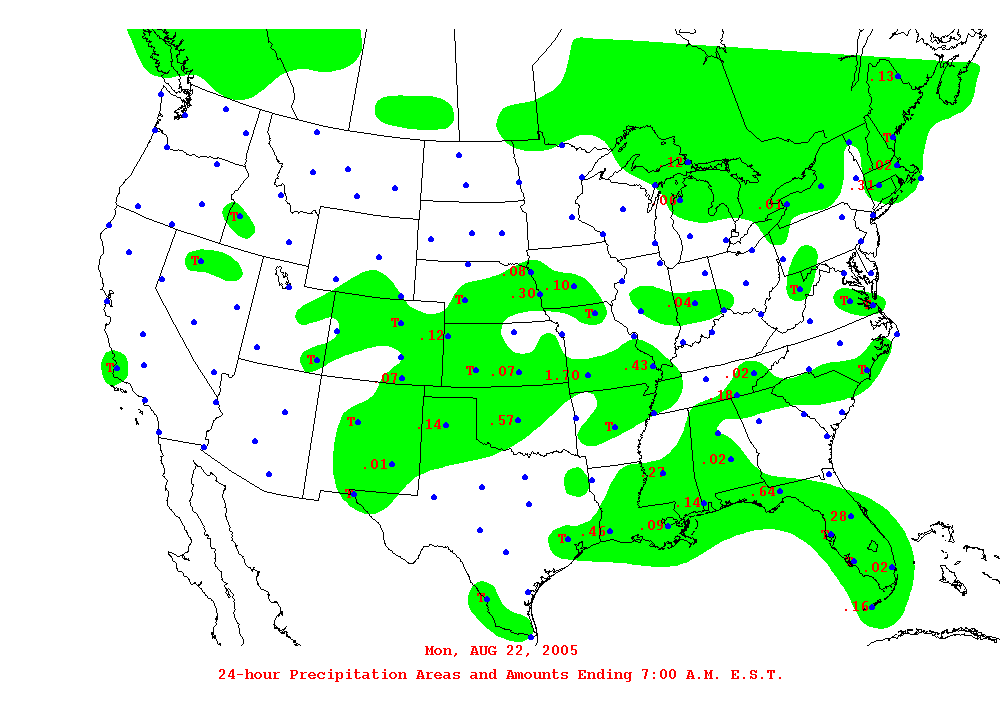 .13
T
.12 .02
.31
.06 .01
T
T
.08
.30 .10 T
T .04 T T
T T
.12
T T .07 1.70 .43 .02 T
.07 .18
T .14 .57 T
.01 .27 .02
T .14 .64
.46 .09 .28
T T
T .02
T .16
Mon, AUG 22, 2005
24-hour Precipitation Areas and Amounts Ending 7:00 A.M. E.S.T.